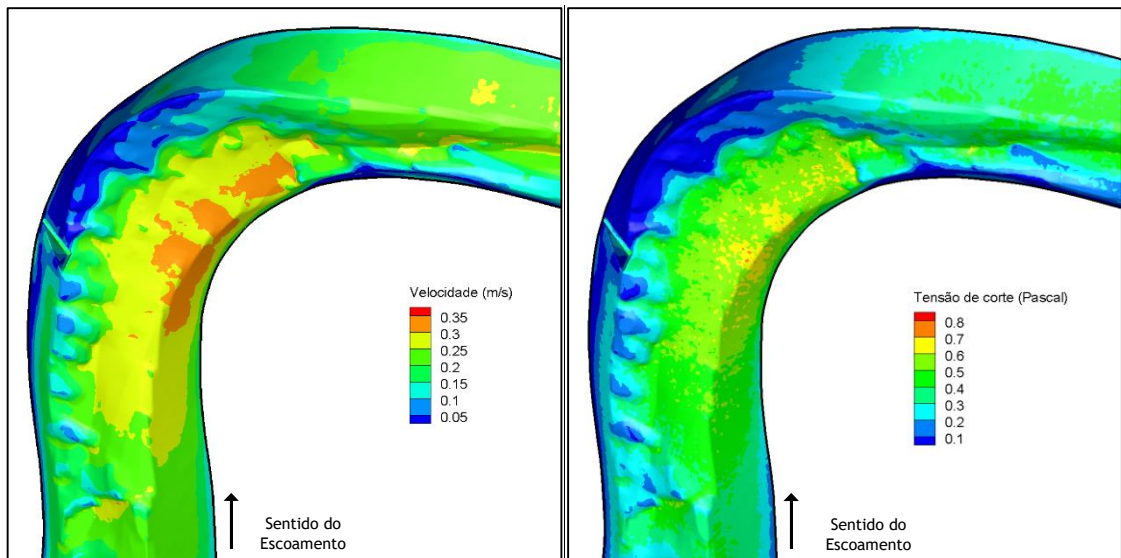 Velocidade (m/s)
0.35
0.3
0.25
0.2
0.15
0.1
0.05
Sentido do
Escoamento
Tensão de corte (Pascal)
0.8
0.7
0.6
0.5
0.4
0.3
0.2
0.1
Sentido do
Escoamento